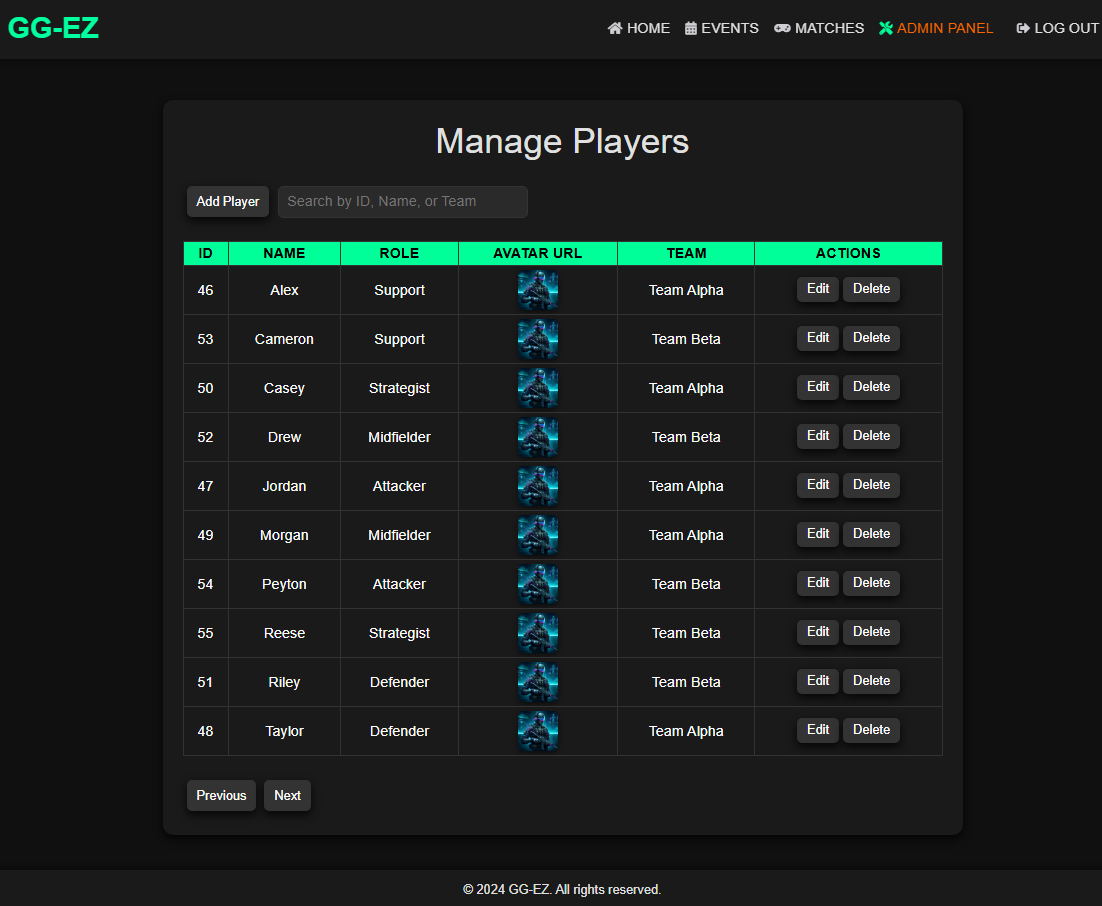 GG-EZ HOME EVENTS MATCHES ADMIN PANEL LOG OUT
Manage Players
Add Player Search by ID, Name, or Team
ID NAME ROLE AVATAR URL TEAM ACTIONS
46 Alex Support Team Alpha Edit Delete
53 Cameron Support Team Beta Edit Delete
50 Casey Strategist Team Alpha Edit Delete
52 Drew Midfielder Team Beta Edit Delete
47 Jordan Attacker Team Alpha Edit Delete
49 Morgan Midfielder Team Alpha Edit Delete
54 Peyton Attacker Team Beta Edit Delete
55 Reese Strategist Team Beta Edit Delete
51 Riley Defender Team Beta Edit Delete
48 Taylor Defender Team Alpha Edit Delete
Previous Next
© 2024 GG-EZ. All rights reserved.